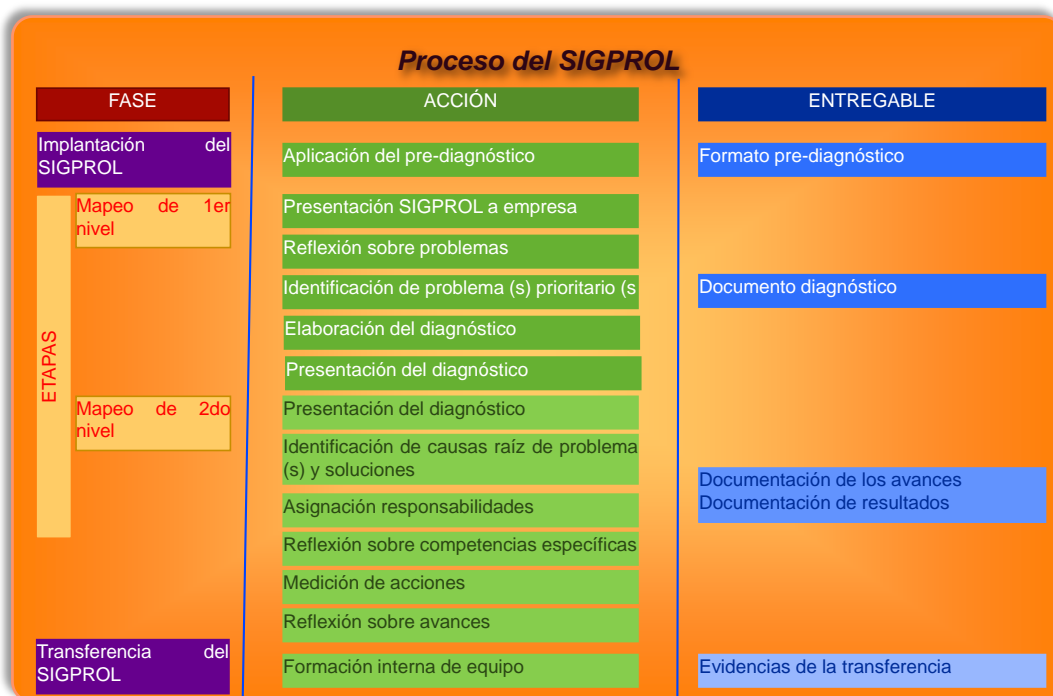 Proceso del SIGPROL
FASE
ACCIÓN
ENTREGABLE
Implantación del
SIGPROL
Aplicación del pre-diagnóstico
Formato pre-diagnóstico
ETAPAS
Mapeo de 1er
nivel
Presentación SIGPROL a empresa
Reflexión sobre problemas
Identificación de problema (s) prioritario (s
Documento diagnóstico
Elaboración del diagnóstico
Presentación del diagnóstico
Mapeo de 2do
nivel
Presentación del diagnóstico
Identificación de causas raíz de problema
(s) y soluciones
Documentación de los avances
Documentación de resultados
Asignación responsabilidades
Reflexión sobre competencias específicas
Medición de acciones
Reflexión sobre avances
Transferencia del
SIGPROL
Formación interna de equipo
Evidencias de la transferencia